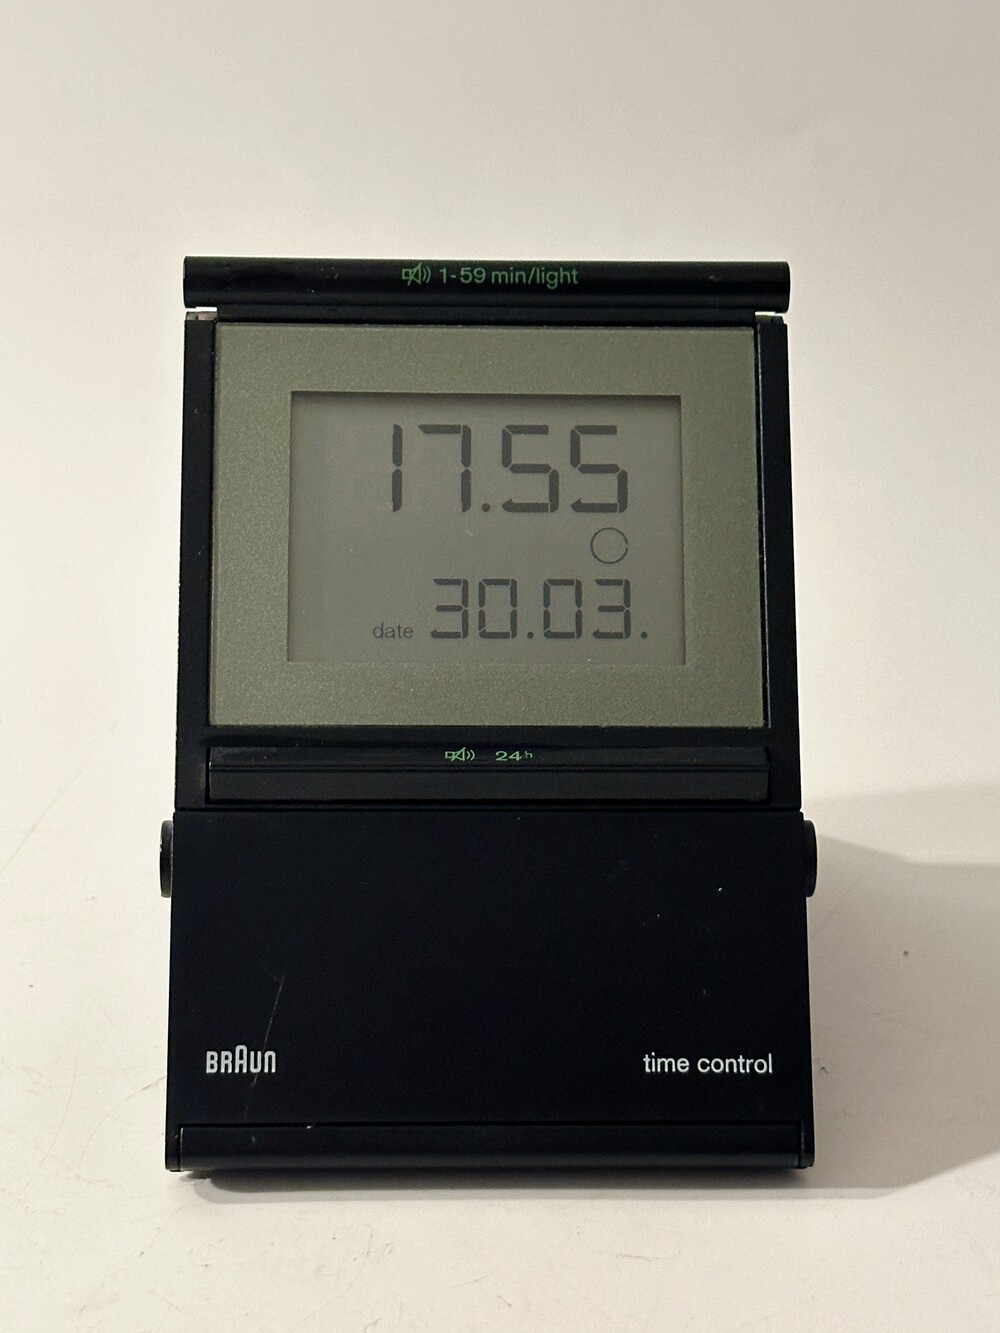 1-59 min/light
17.55
date 30.03.
24h
BRAUN
time control